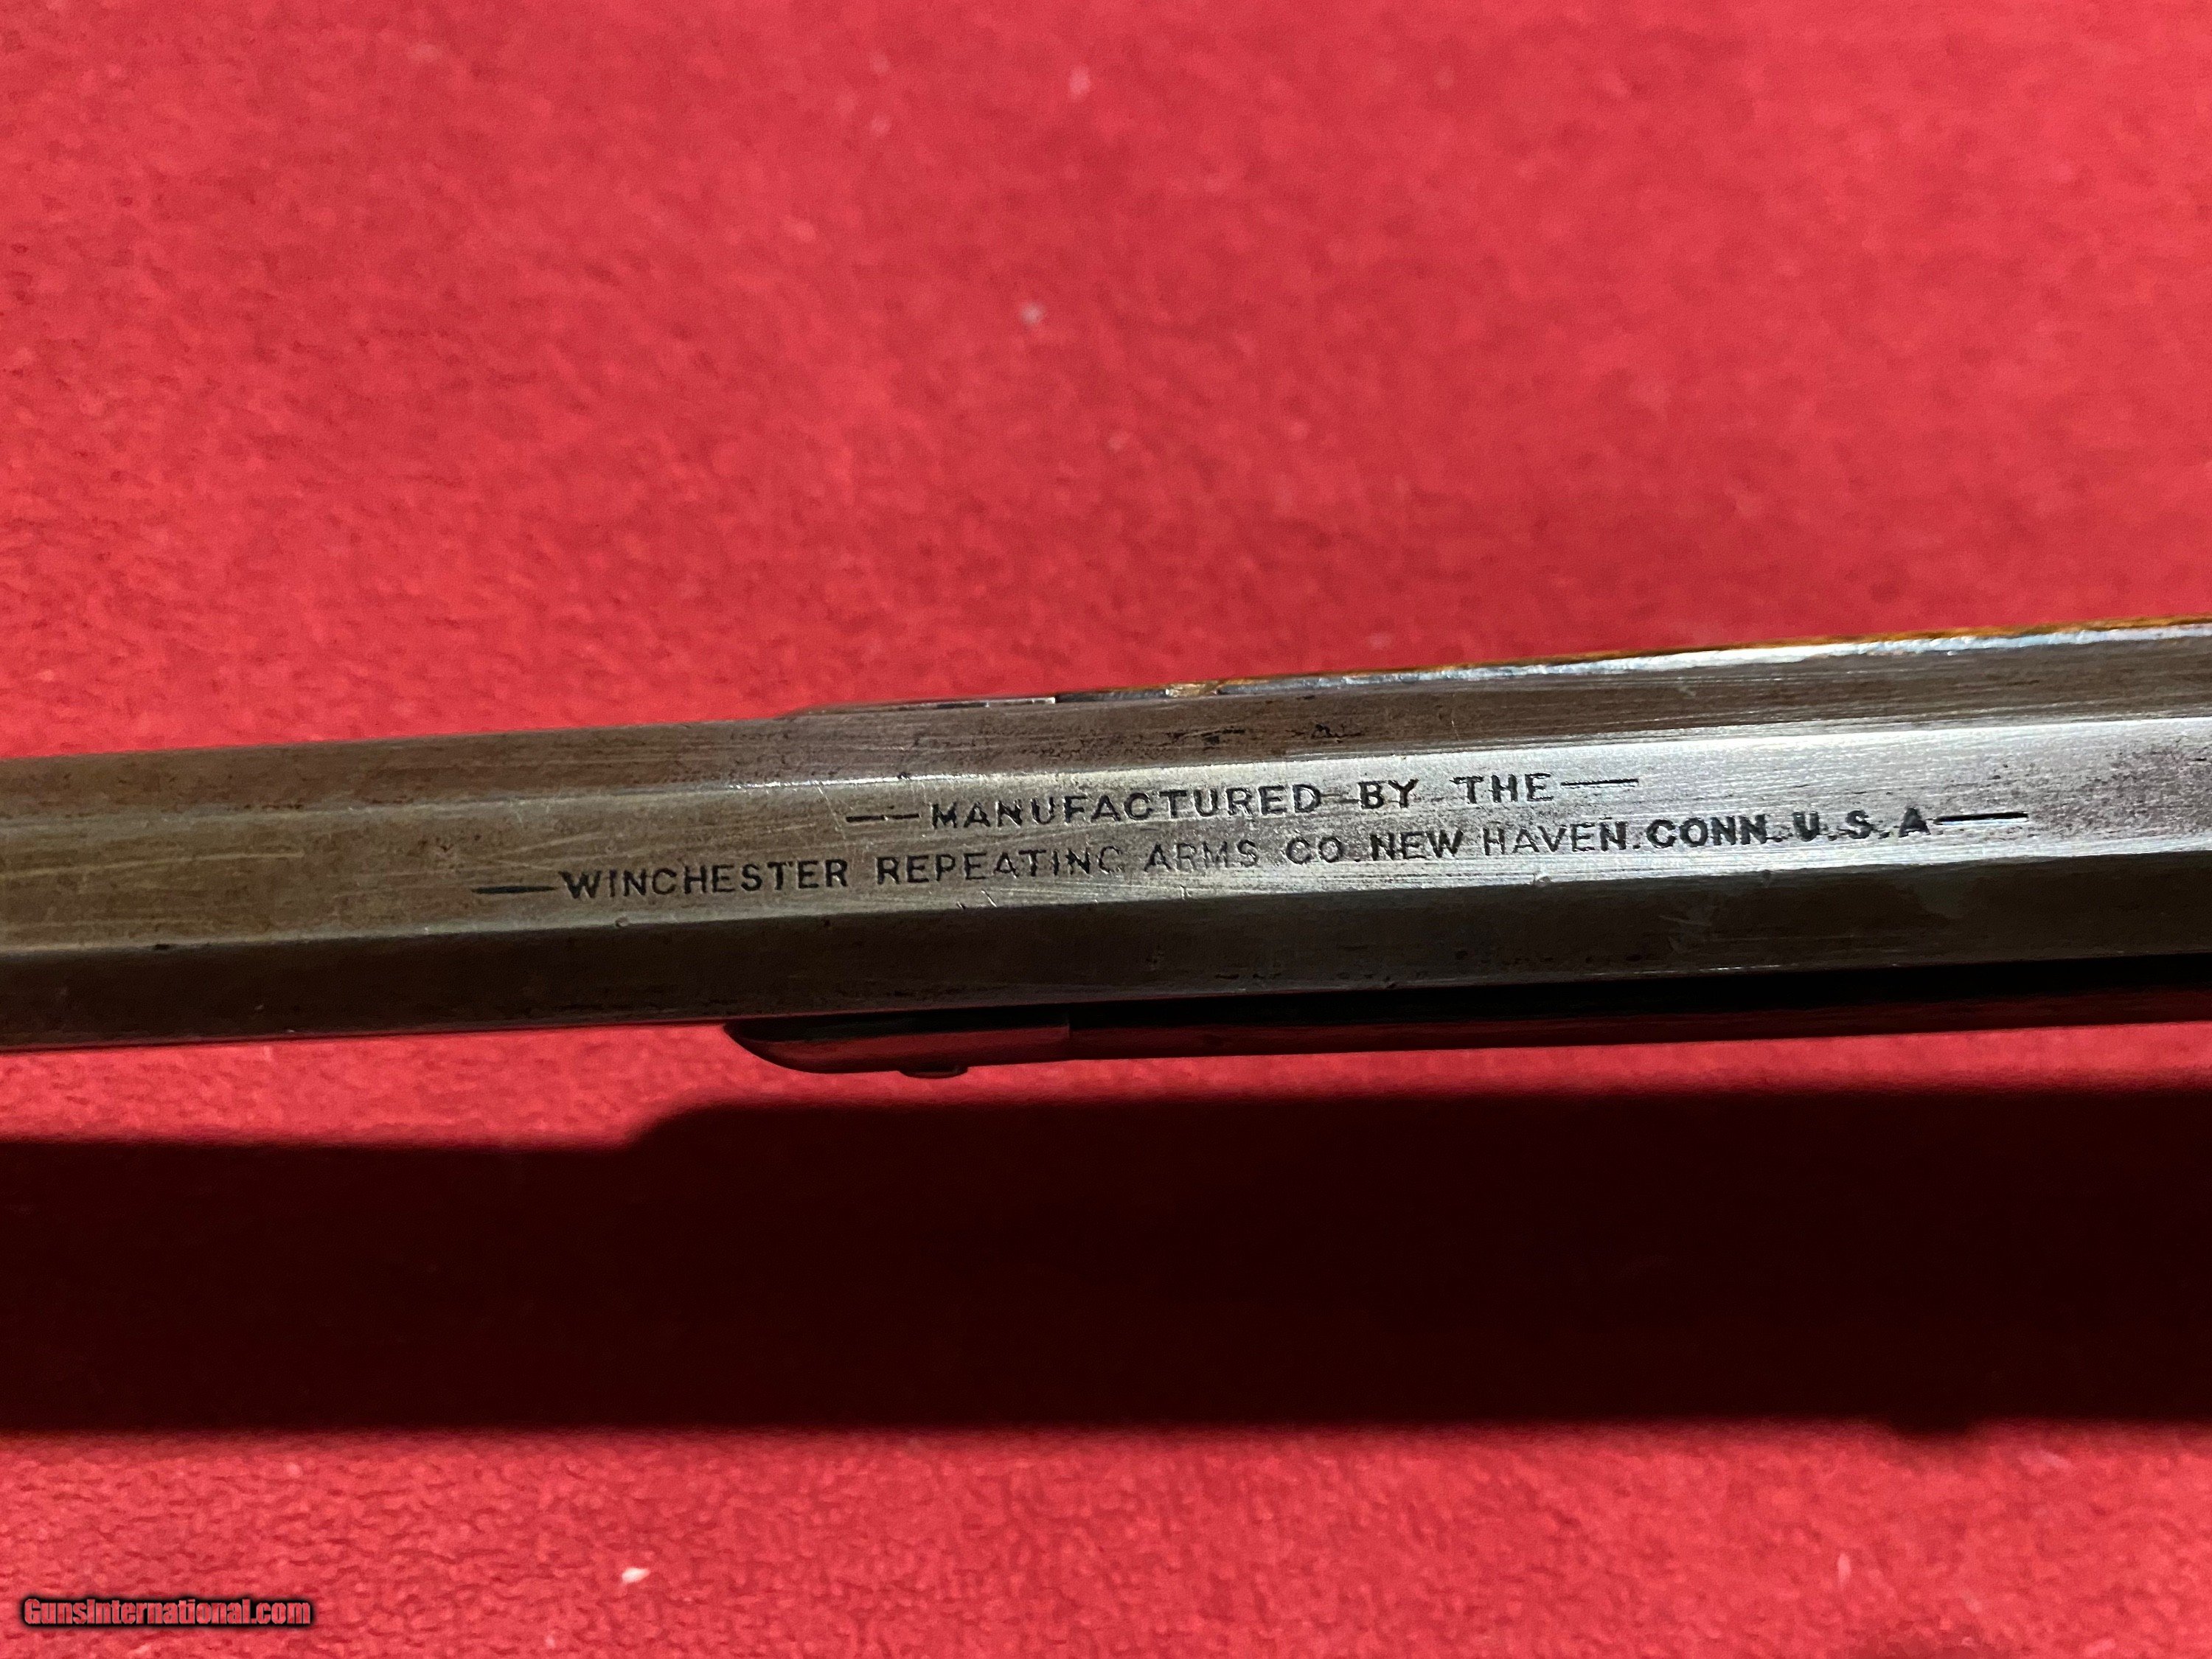 ——MANUFACTURED BY THE——
——WINCHESTER REPEATING ARMS CO. NEW HAVEN. CONN. U.S.A——
GunsInternational.com